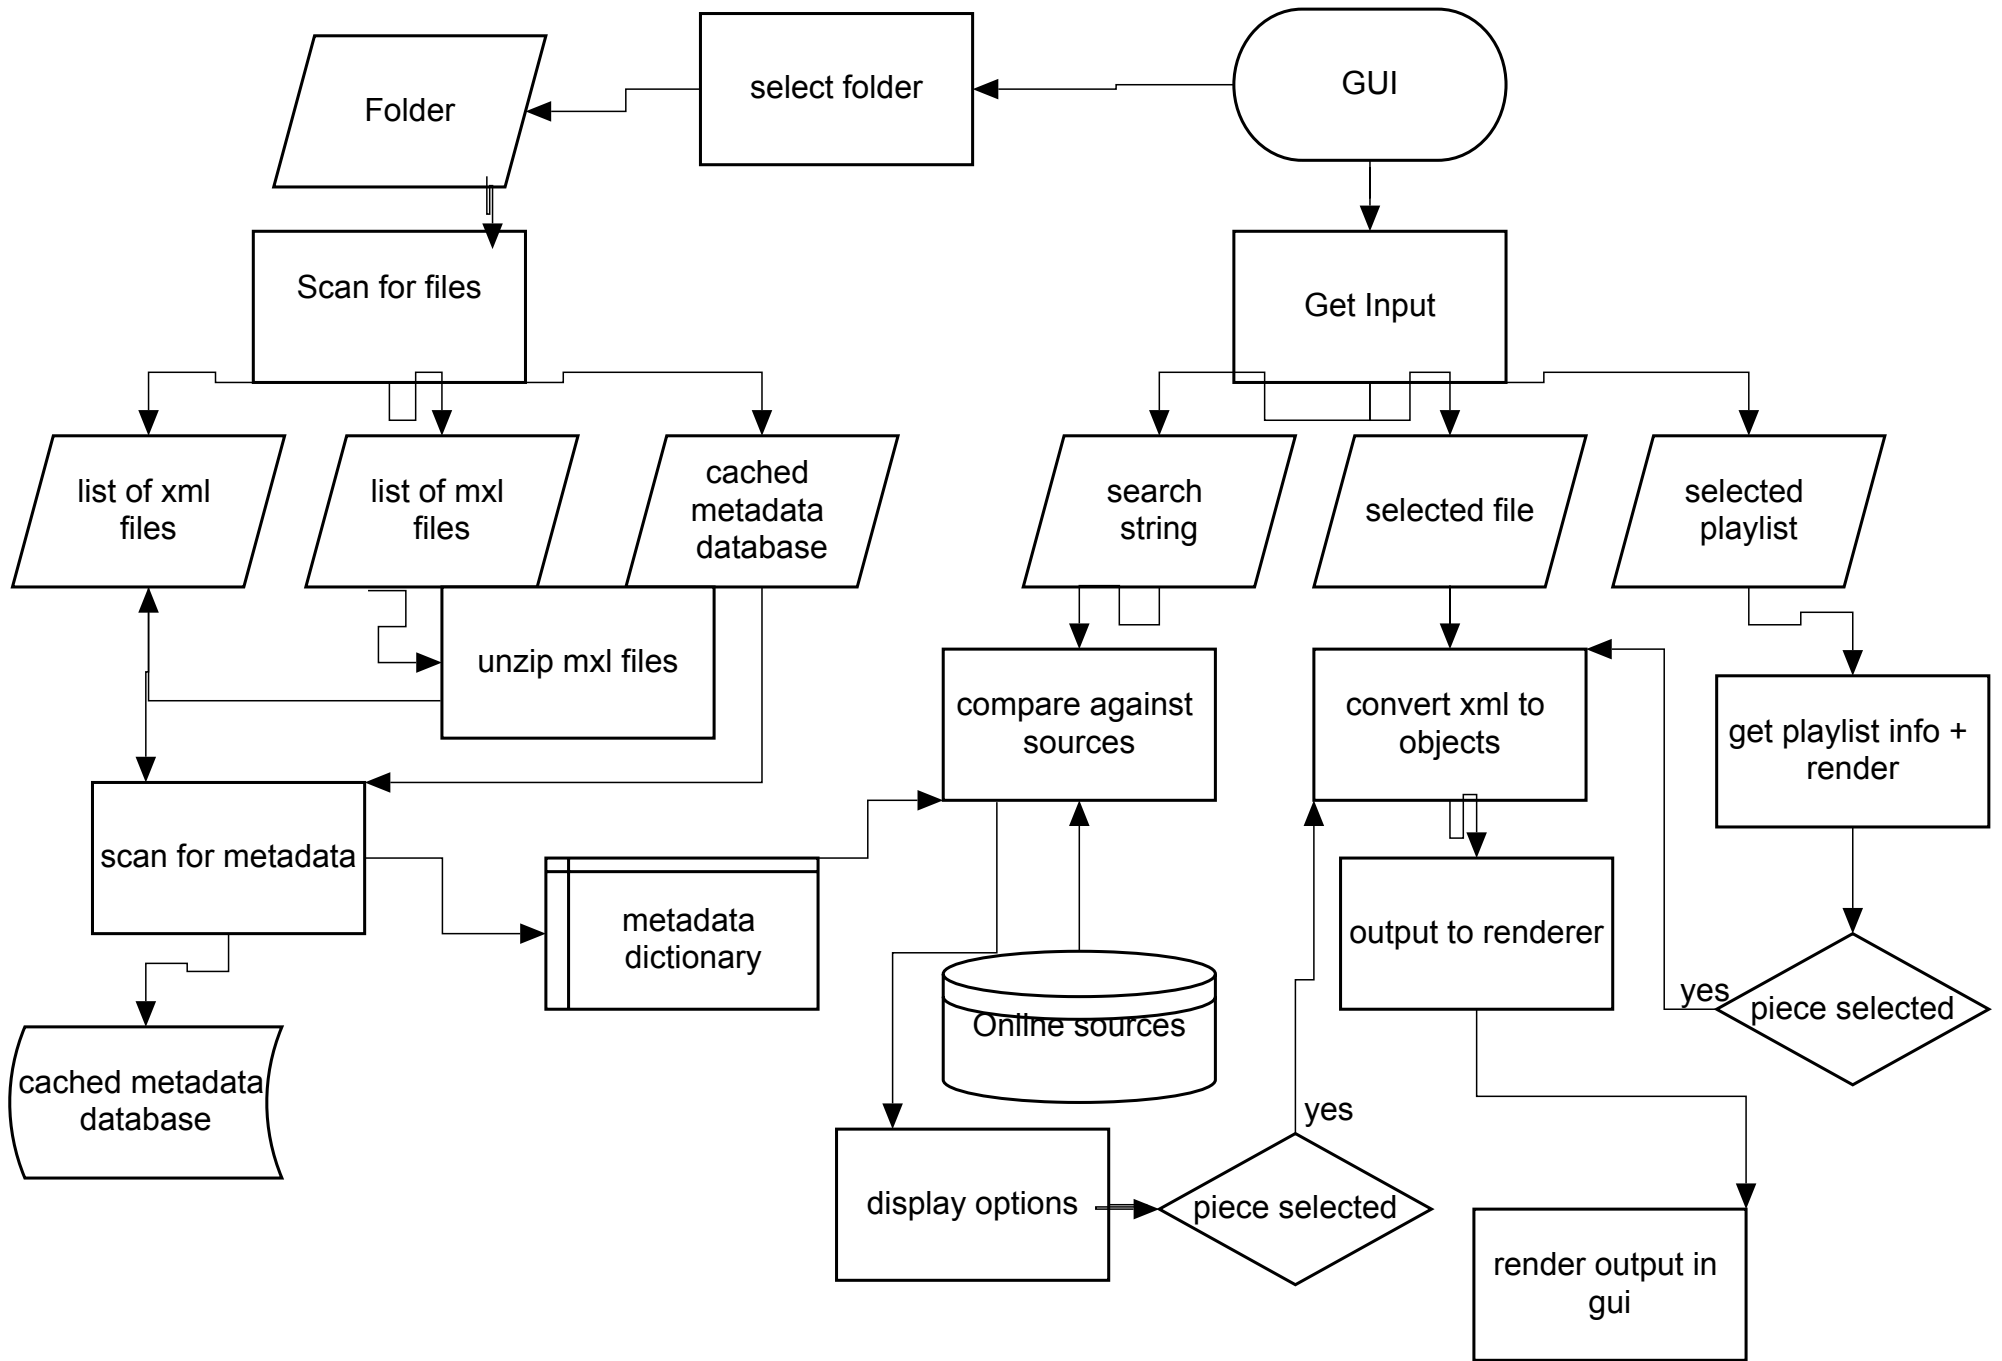 GUI
select folder
Folder
Scan for files
Get Input
list of xml
files
list of mxl
files
cached
metadata
database
search
string
selected file
selected
playlist
unzip mxl files
compare against
sources
convert xml to
objects
get playlist info +
render
scan for metadata
metadata
dictionary
output to renderer
Online sources
yes
piece selected
cached metadata
database
yes
display options
piece selected
render output in
gui